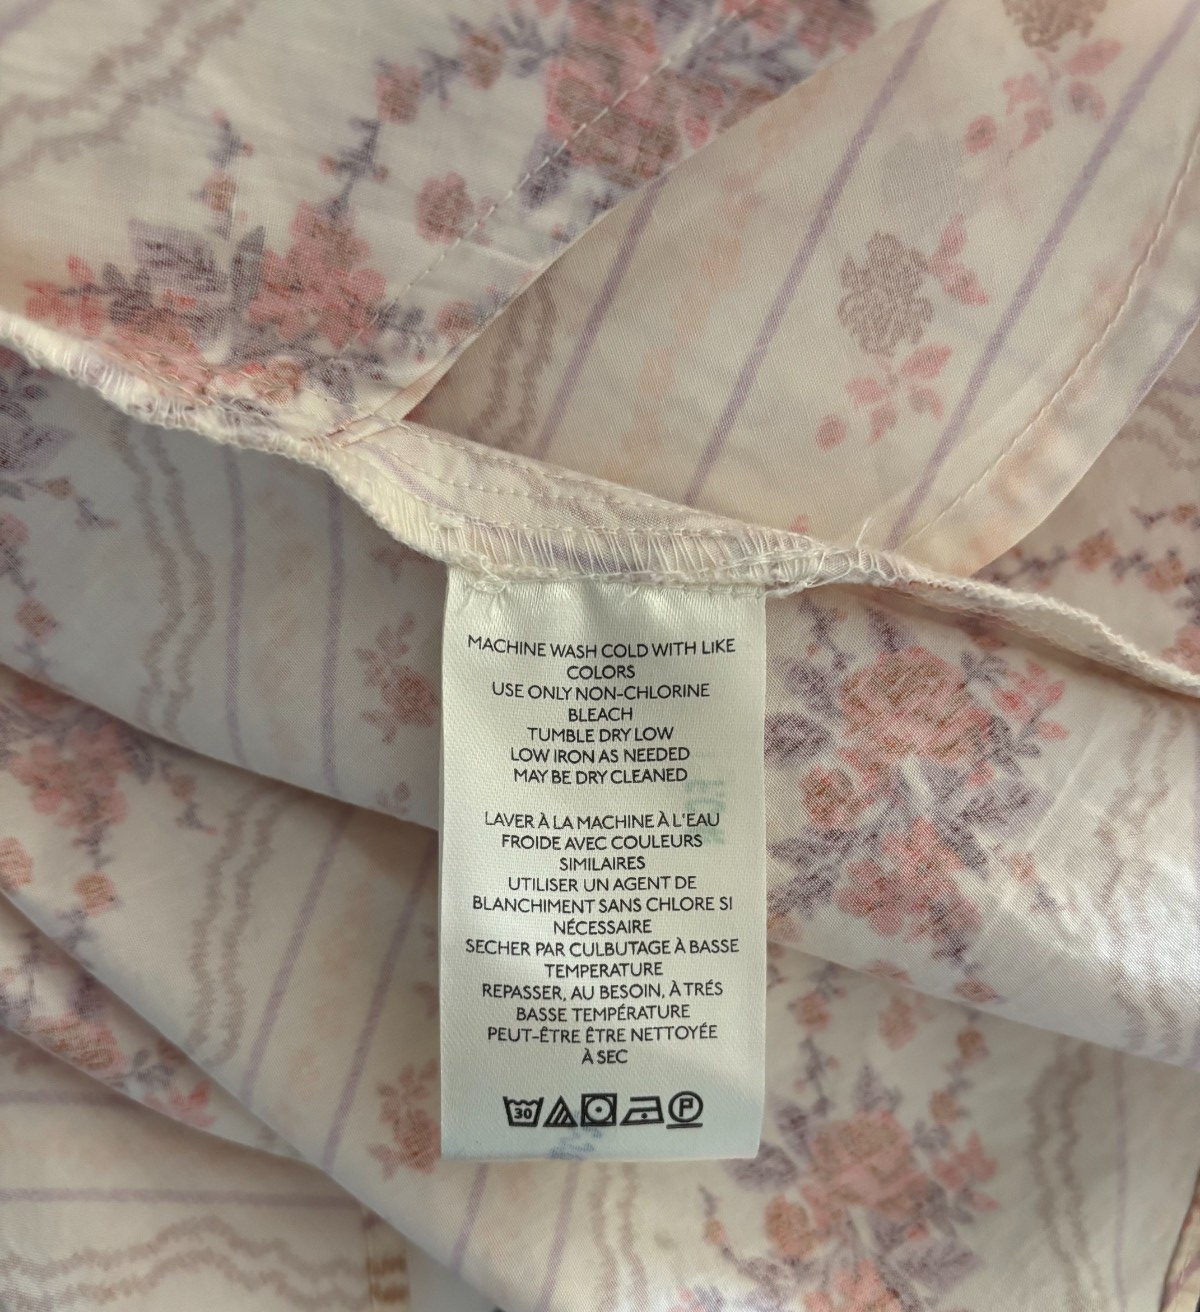 MACHINE WASH COLD WITH LIKE
COLORS
USE ONLY NON-CHLORINE
BLEACH
TUMBLE DRY LOW
LOW IRON AS NEEDED
MAY BE DRY CLEANED
LAVER À LA MACHINE À L'EAU
FROIDE AVEC COULEURS
SIMILAIRES
UTILISER UN AGENT DE
BLANCHIMENT SANS CHLORE SI
NÉCESSAIRE
SECHER PAR CULBUTAGE À BASSE
TEMPERATURE
REPASSER, AU BESOIN, À TRÉS
BASSE TEMPÉRATURE
PEUT-ÊTRE ÊTRE NETTOYÉE
À SEC
30 P